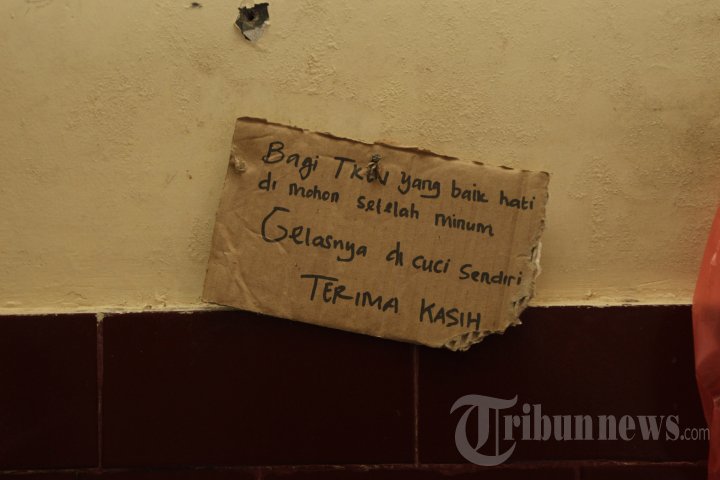 Bagi TKW yang baik hati
di mohon setelah minum
Gelasnya di cuci sendiri
TERIMA KASIH
Tribunnews.com